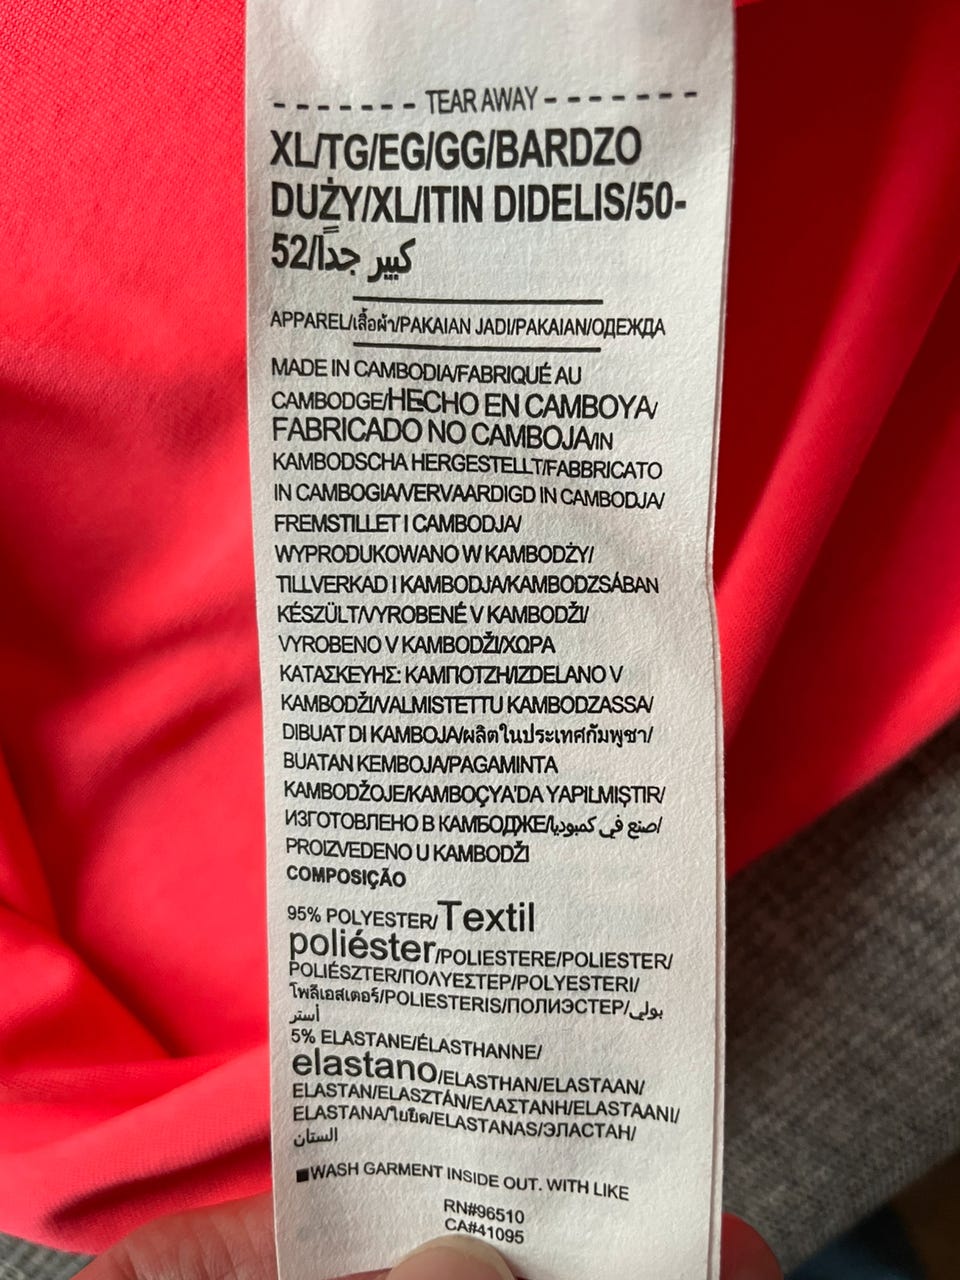 - - - - - - - TEAR AWAY - - - - - - -
XL/TG/EG/GG/BARDZO
DUŻY/XL/ITIN DIDELIS/50-
52/كبير جداً
APPAREL/เสื้อผ้า/PAKAIAN JADI/PAKAIAN/ОДЕЖДА
MADE IN CAMBODIA/FABRIQUÉ AU
CAMBODGE/HECHO EN CAMBOYA/
FABRICADO NO CAMBOJA/IN
KAMBODSCHA HERGESTELLT/FABBRICATO
IN CAMBOGIA/VERVAARDIGD IN CAMBODJA/
FREMSTILLET I CAMBODJA/
WYPRODUKOWANO W KAMBODŻY/
TILLVERKAD I KAMBODJA/KAMBODZSÁBAN
KÉSZÜLT/VYROBENÉ V KAMBODŽI/
VYROBENO V KAMBODŽI/ΧΩΡΑ
ΚΑΤΑΣΚΕΥΗΣ: ΚΑΜΠΟΤΖΗ/IZDELANO V
KAMBODŽI/VALMISTETTU KAMBODZASSA/
DIBUAT DI KAMBOJA/ผลิตในประเทศกัมพูชา/
BUATAN KEMBOJA/PAGAMINTA
KAMBODŽOJE/KAMBOÇYA'DA YAPILMIŞTIR/
ИЗГОТОВЛЕНО В КАМБОДЖЕ/صنع في كمبوديا/
PROIZVEDENO U KAMBODŽI
COMPOSIÇÃO
95% POLYESTER/Textil
poliéster/POLIESTERE/POLIESTER/
POLIÉSZTER/ΠΟΛΥΕΣΤΕΡ/POLYESTERI/
โพลีเอสเตอร์/POLIESTERIS/ПОЛИЭСТЕР/بولي
أستر
5% ELASTANE/ÉLASTHANNE/
elastano/ELASTHAN/ELASTAAN/
ELASTAN/ELASZTÁN/ΕΛΑΣΤΑΝΗ/ELASTAANI/
ELASTANA/ใยยืด/ELASTANAS/ЭЛАСТАН/
الستان
■WASH GARMENT INSIDE OUT. WITH LIKE
RN#96510
CA#41095